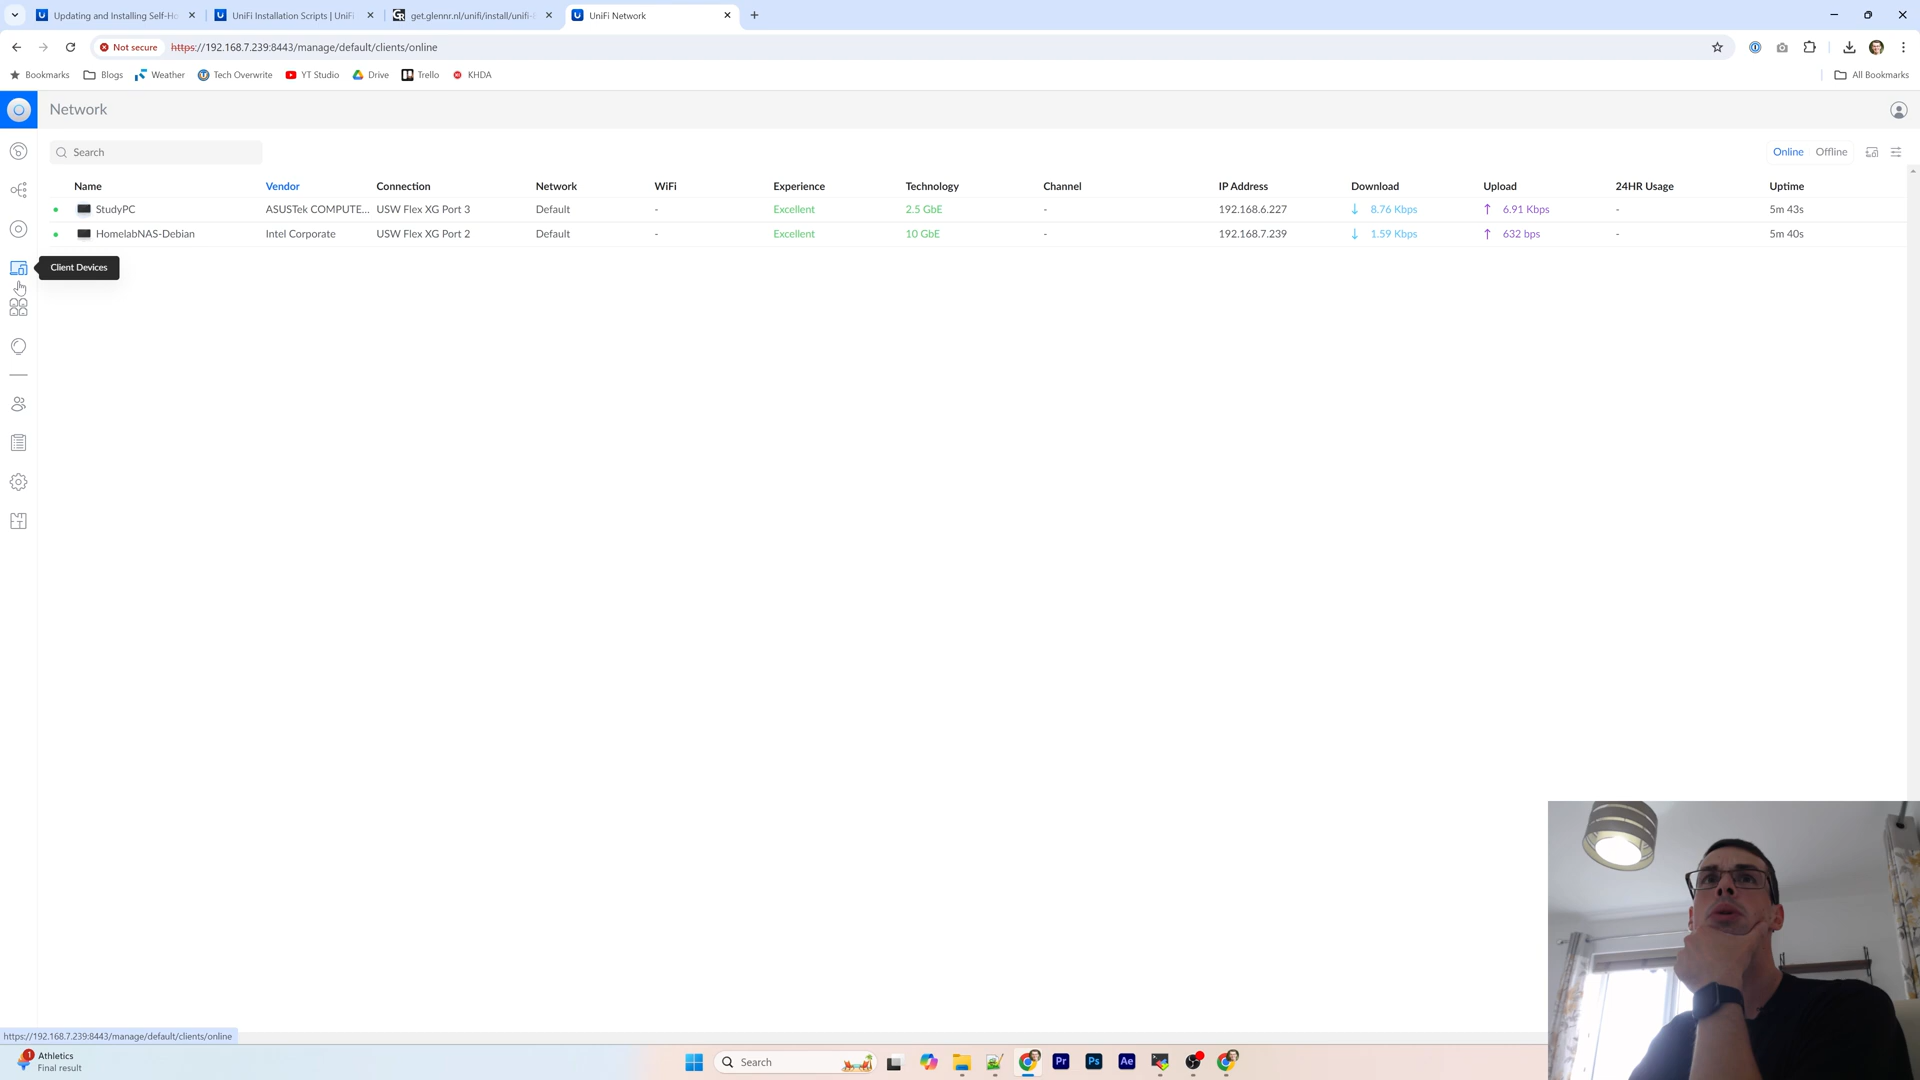 Updating and Installing Self-Ho
UniFi Installation Scripts | UniFi
get.glennr.nl/unifi/install/unifi-
UniFi Network
Not secure
https://192.168.7.239:8443/manage/default/clients/online
Bookmarks
Blogs
Weather
Tech Overwrite
YT Studio
Drive
Trello
KHDA
All Bookmarks
Network
Search
Online
Offline
Name Vendor Connection Network WiFi Experience Technology Channel IP Address Download Upload 24HR Usage Uptime
StudyPC ASUSTek COMPUTE... USW Flex XG Port 3 Default - Excellent 2.5 GbE - 192.168.6.227 ↓ 8.76 Kbps ↑ 6.91 Kbps - 5m 43s
HomelabNAS-Debian Intel Corporate USW Flex XG Port 2 Default - Excellent 10 GbE - 192.168.7.239 ↓ 1.59 Kbps ↑ 632 bps - 5m 40s
Client Devices
https://192.168.7.239:8443/manage/default/clients/online
1
Athletics
Final result
Search
Pr
Ps
Ae